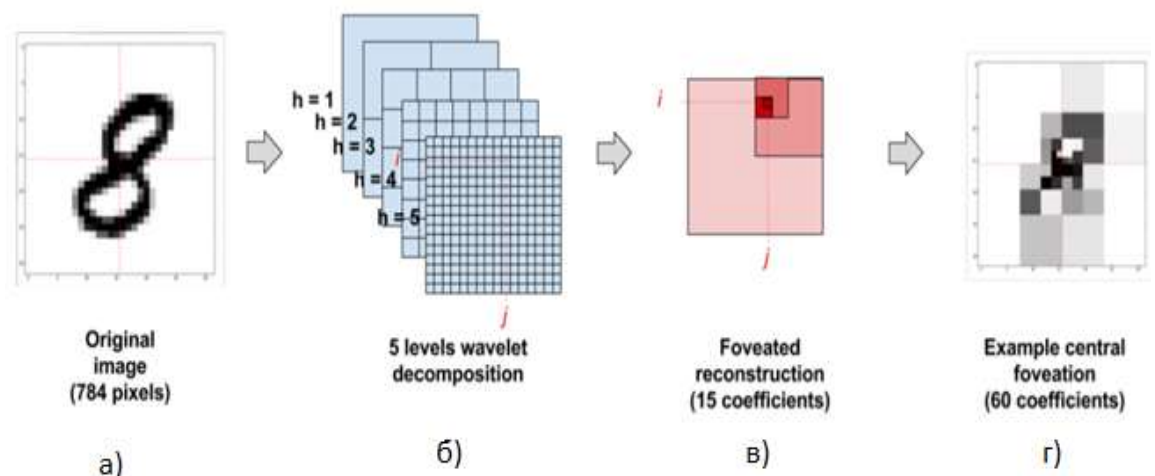 h = 1
h = 2
h = 3
h = 4
h = 5
i
j
i
j
Original
image
(784 pixels)
5 levels wavelet
decomposition
Foveated
reconstruction
(15 coefficients)
Example central
foveation
(60 coefficients)
а)
б)
в)
г)